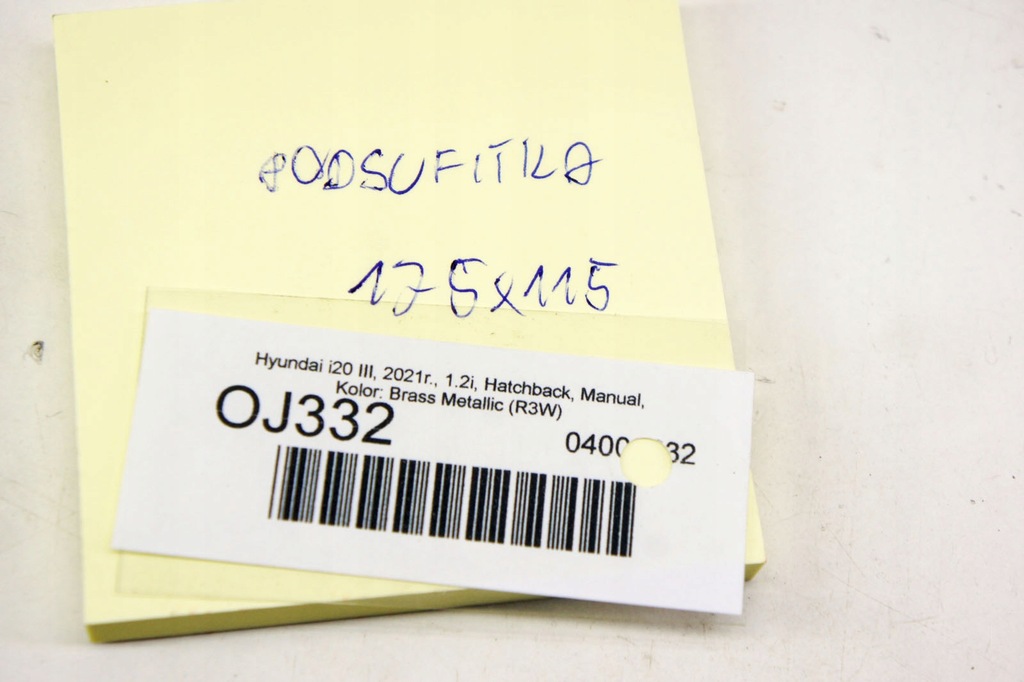 PODSUFITKA
175x115
Hyundai i20 III, 2021r., 1.2i, Hatchback, Manual,
Kolor: Brass Metallic (R3W)
OJ332